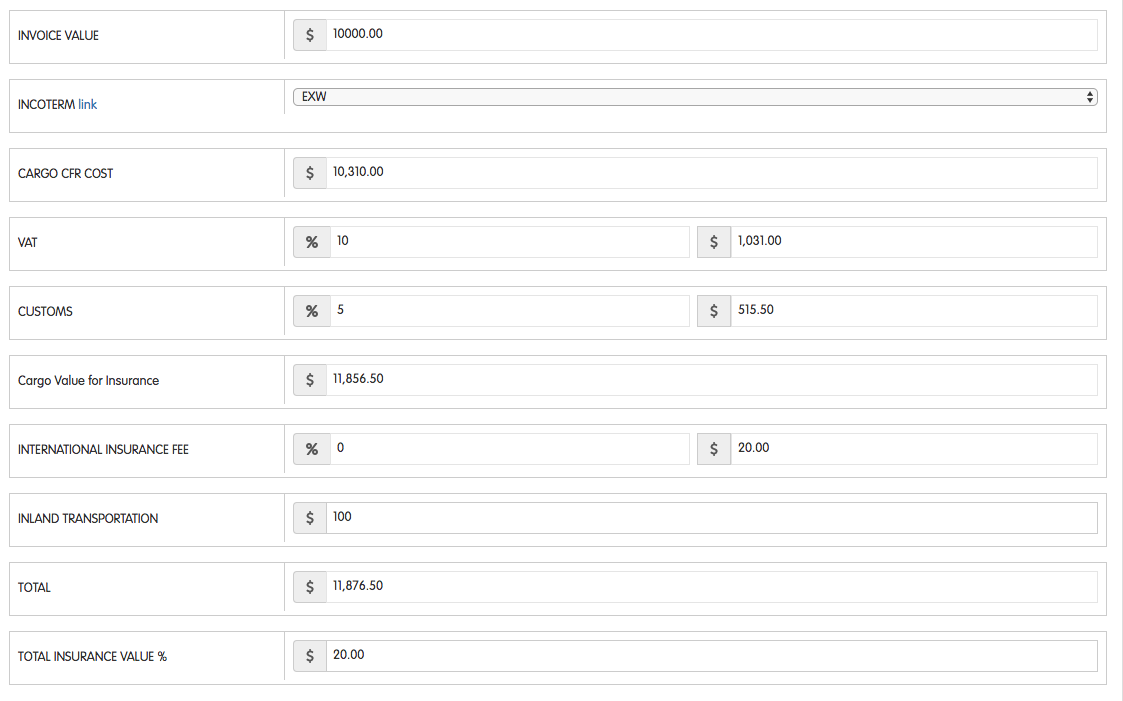 INVOICE VALUE $ 10000.00
INCOTERM link EXW
CARGO CFR COST $ 10,310.00
VAT % 10 $ 1,031.00
CUSTOMS % 5 $ 515.50
Cargo Value for Insurance $ 11,856.50
INTERNATIONAL INSURANCE FEE % 0 $ 20.00
INLAND TRANSPORTATION $ 100
TOTAL $ 11,876.50
TOTAL INSURANCE VALUE % $ 20.00